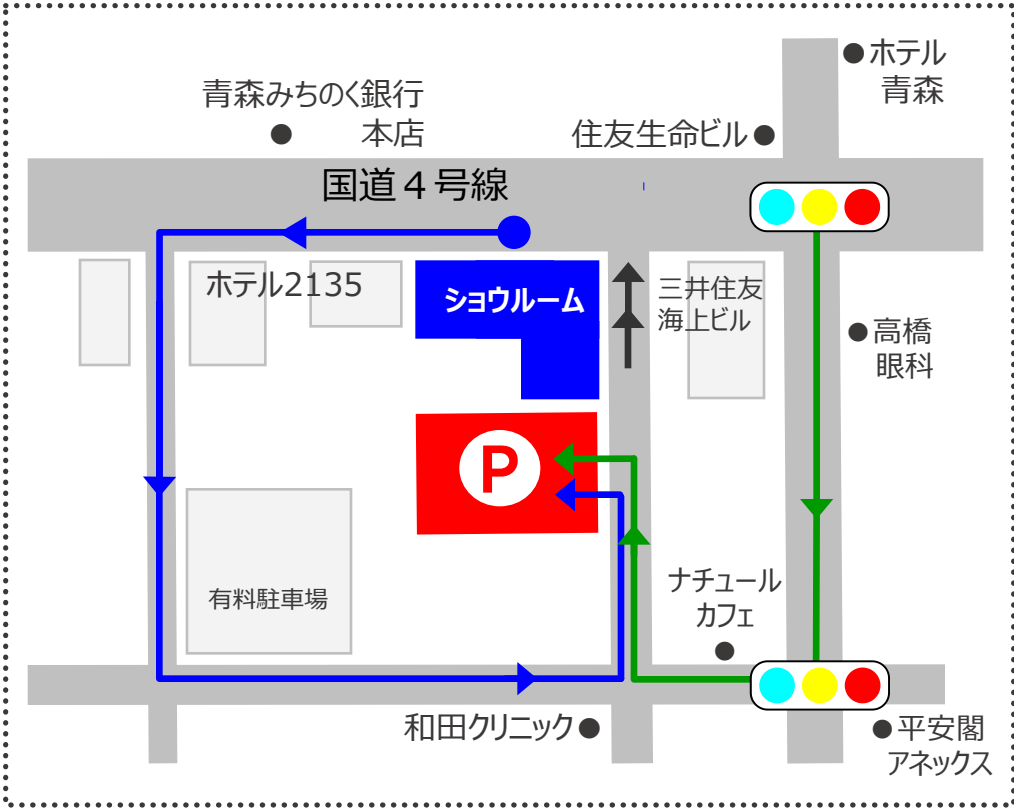 ホテル
青森
青森みちのく銀行
本店
住友生命ビル
国道４号線
ホテル2135
ショウルーム
三井住友
海上ビル
高橋
眼科
P
ナチュール
カフェ
有料駐車場
和田クリニック
平安閣
アネックス